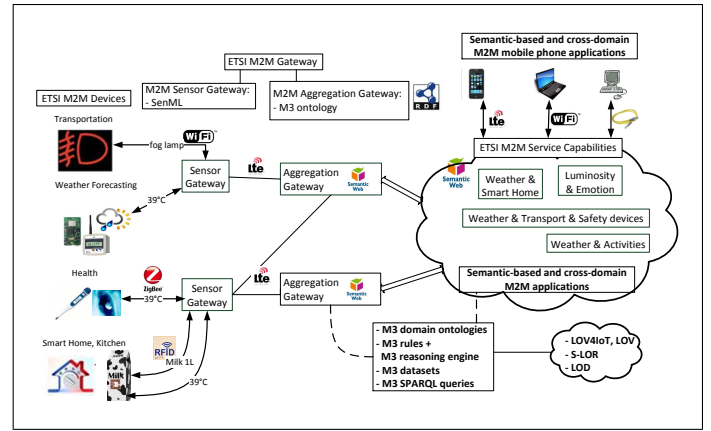 Semantic-based and cross-domain
M2M mobile phone applications
ETSI M2M Gateway
ETSI M2M Devices
M2M Sensor Gateway:
- SenML
M2M Aggregation Gateway:
- M3 ontology
RDF
Transportation
WiFi
fog lamp
Lte
WiFi
ETSI M2M Service Capabilities
Sensor
Gateway
Lte
Aggregation
Gateway
Semantic
Web
Semantic
Web
Weather &
Smart Home
Luminosity
& Emotion
Weather Forecasting
39°C
Weather & Transport & Safety devices
Weather & Activities
Health
ZigBee
39°C
Sensor
Gateway
Lte
Aggregation
Gateway
Semantic
Web
Semantic-based and cross-domain
M2M applications
Smart Home, Kitchen
RFID
Milk 1L
Milk
39°C
- M3 domain ontologies
- M3 rules +
M3 reasoning engine
- M3 datasets
- M3 SPARQL queries
- LOV4IoT, LOV
- S-LOR
- LOD